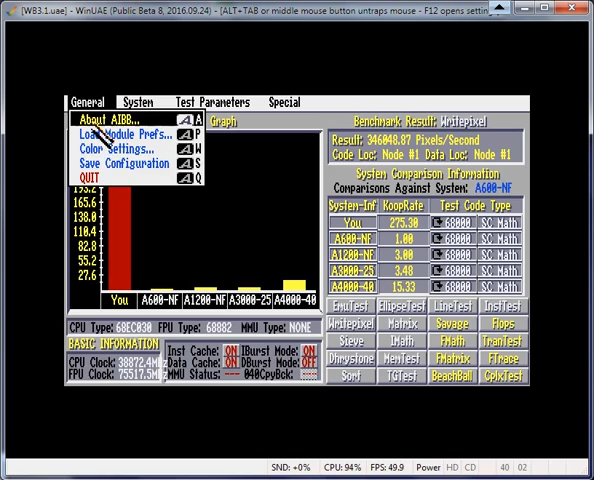 [WB3.1.uae] - WinUAE (Public Beta 8, 2016.09.24) - [ALT+TAB or middle mouse button untraps mouse - F12 opens settin
General System Test Parameters Special
About AIBB... A A
Load Module Prefs... A P
Color Settings... A W
Save Configuration A S
QUIT A Q
Graph
193.2
165.6
138.0
110.4
82.8
55.2
27.6
You A600-NF A1200-NF A3000-25 A4000-40
CPU Type: 68EC030 FPU Type: 68882 MMU Type: NONE
BASIC INFORMATION
CPU Clock: 38872.4MHz
FPU Clock: 75517.5MHz
Inst Cache: ON IBurst Mode: ON
Data Cache: ON DBurst Mode: OFF
MMU Status: --- 040CpyBck: ---
Benchmark Result: Writepixel
Result: 346048.87 Pixels/Second
Code Loc: Node #1 Data Loc: Node #1
System Comparison Information
Comparisons Against System: A600-NF
System-Inf KoopRate Test Code Type
You 275.30 68000 SC Math
A600-NF 1.00 68000 SC Math
A1200-NF 3.00 68000 SC Math
A3000-25 3.48 68000 SC Math
A4000-40 15.33 68000 SC Math
EmuTest EllipseTest LineTest InstTest
Writepixel Matrix Savage Flops
Sieve IMath FMath TranTest
Dhrystone MemTest FMatrix FTrace
Sort TGTest BeachBall CplxTest
SND: +0% CPU: 94% FPS: 49.9 Power HD CD 40 02